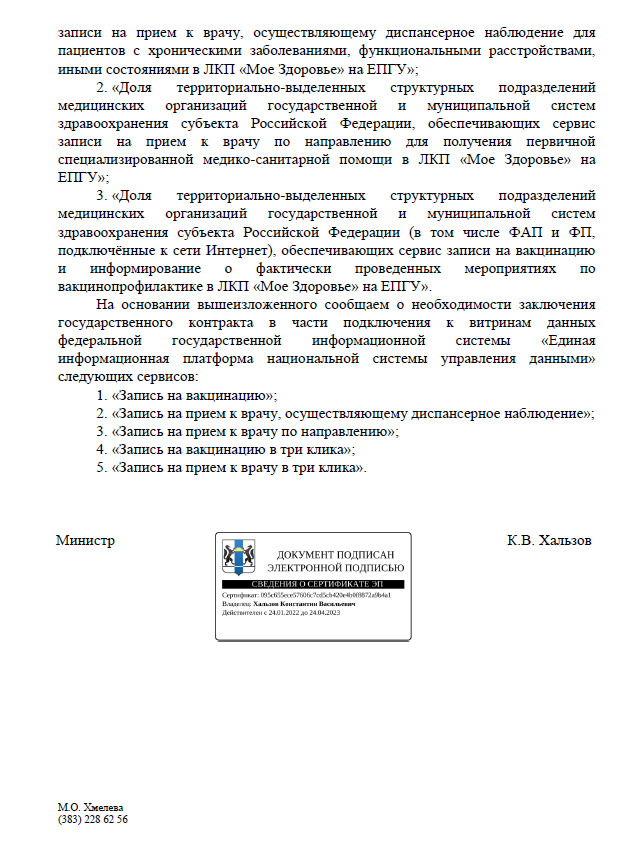 записи на прием к врачу, осуществляющему диспансерное наблюдение для
пациентов с хроническими заболеваниями, функциональными расстройствами,
иными состояниями в ЛКП «Мое Здоровье» на ЕПГУ»;
2. «Доля территориально-выделенных структурных подразделений
медицинских организаций государственной и муниципальной систем
здравоохранения субъекта Российской Федерации, обеспечивающих сервис
записи на прием к врачу по направлению для получения первичной
специализированной медико-санитарной помощи в ЛКП «Мое Здоровье» на
ЕПГУ»;
3. «Доля территориально-выделенных структурных подразделений
медицинских организаций государственной и муниципальной систем
здравоохранения субъекта Российской Федерации (в том числе ФАП и ФП,
подключённые к сети Интернет), обеспечивающих сервис записи на вакцинацию
и информирование о фактически проведенных мероприятиях по
вакцинопрофилактике в ЛКП «Мое Здоровье» на ЕПГУ».
На основании вышеизложенного сообщаем о необходимости заключения
государственного контракта в части подключения к витринам данных
федеральной государственной информационной системы «Единая
информационная платформа национальной системы управления данными»
следующих сервисов:
1. «Запись на вакцинацию»;
2. «Запись на прием к врачу, осуществляющему диспансерное наблюдение»;
3. «Запись на прием к врачу по направлению»;
4. «Запись на вакцинацию в три клика»;
5. «Запись на прием к врачу в три клика».
Министр
ДОКУМЕНТ ПОДПИСАН
ЭЛЕКТРОННОЙ ПОДПИСЬЮ
СВЕДЕНИЯ О СЕРТИФИКАТЕ ЭП
Сертификат: 095c655ece57606c7cd5cb420e4b0f8872a9b4a1
Владелец: Хальзов Константин Васильевич
Действителен с 24.01.2022 до 24.04.2023
К.В. Хальзов
М.О. Хмелева
(383) 228 62 56